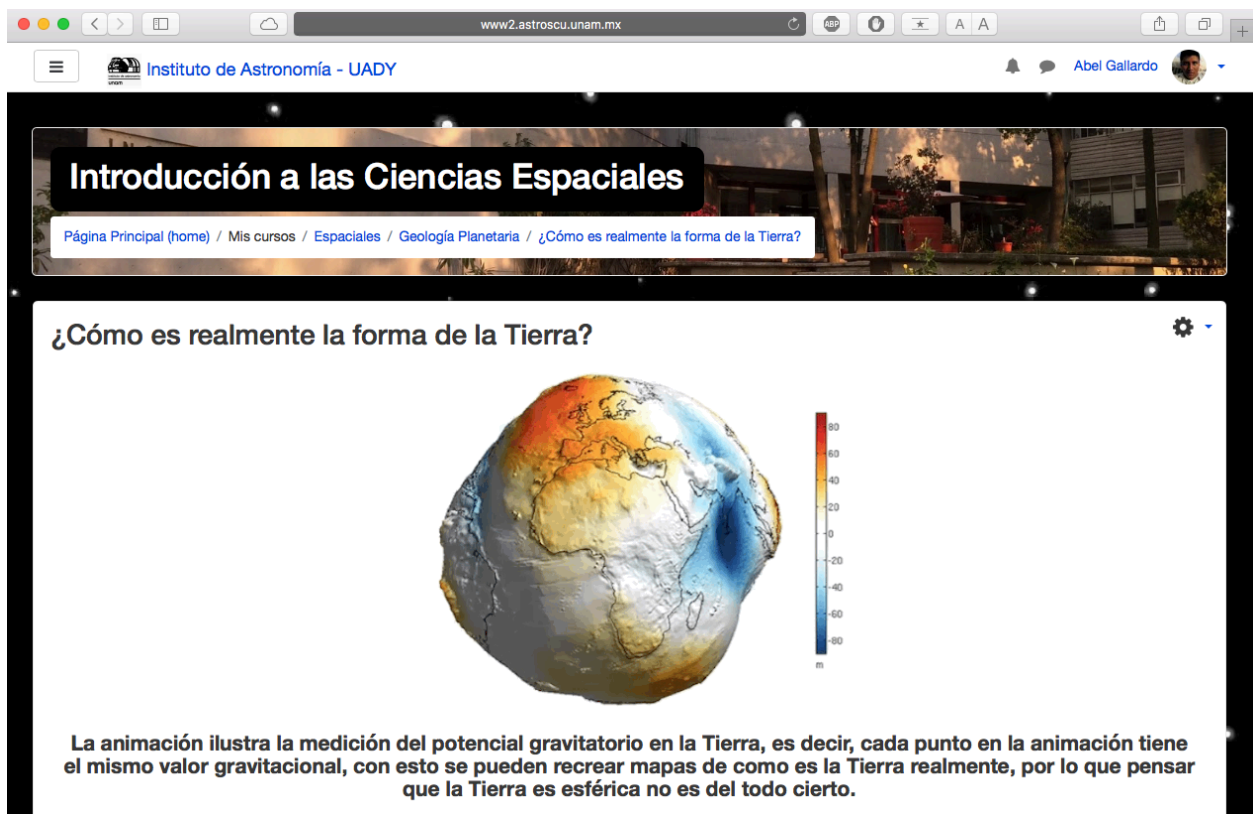 www2.astroscu.unam.mx
ABP
A A
Instituto de Astronomía - UADY
Abel Gallardo
unam
Introducción a las Ciencias Espaciales
Página Principal (home) / Mis cursos / Espaciales / Geología Planetaria / ¿Cómo es realmente la forma de la Tierra?
¿Cómo es realmente la forma de la Tierra?
80
60
40
20
0
-20
-40
-60
-80
m
La animación ilustra la medición del potencial gravitatorio en la Tierra, es decir, cada punto en la animación tiene
el mismo valor gravitacional, con esto se pueden recrear mapas de como es la Tierra realmente, por lo que pensar
que la Tierra es esférica no es del todo cierto.